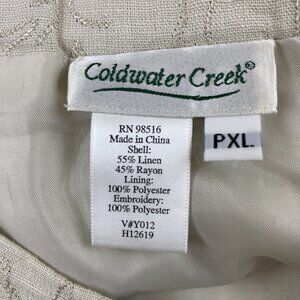 Coldwater Creek®
RN 98516
Made in China
Shell:
55% Linen
45% Rayon
Lining:
100% Polyester
Embroidery:
100% Polyester
V#Y012
H12619
PXL